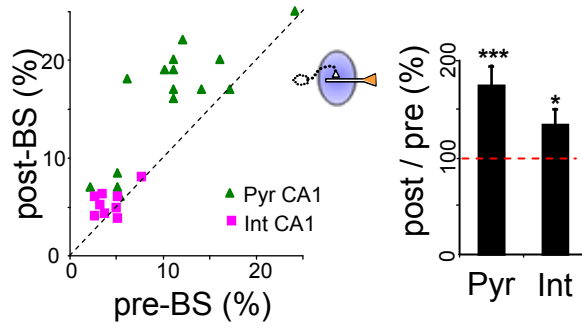 post-BS (%)
20
10
0
0
10
20
pre-BS (%)
Pyr CA1
Int CA1
post / pre (%)
200
100
0
***
*
Pyr
Int